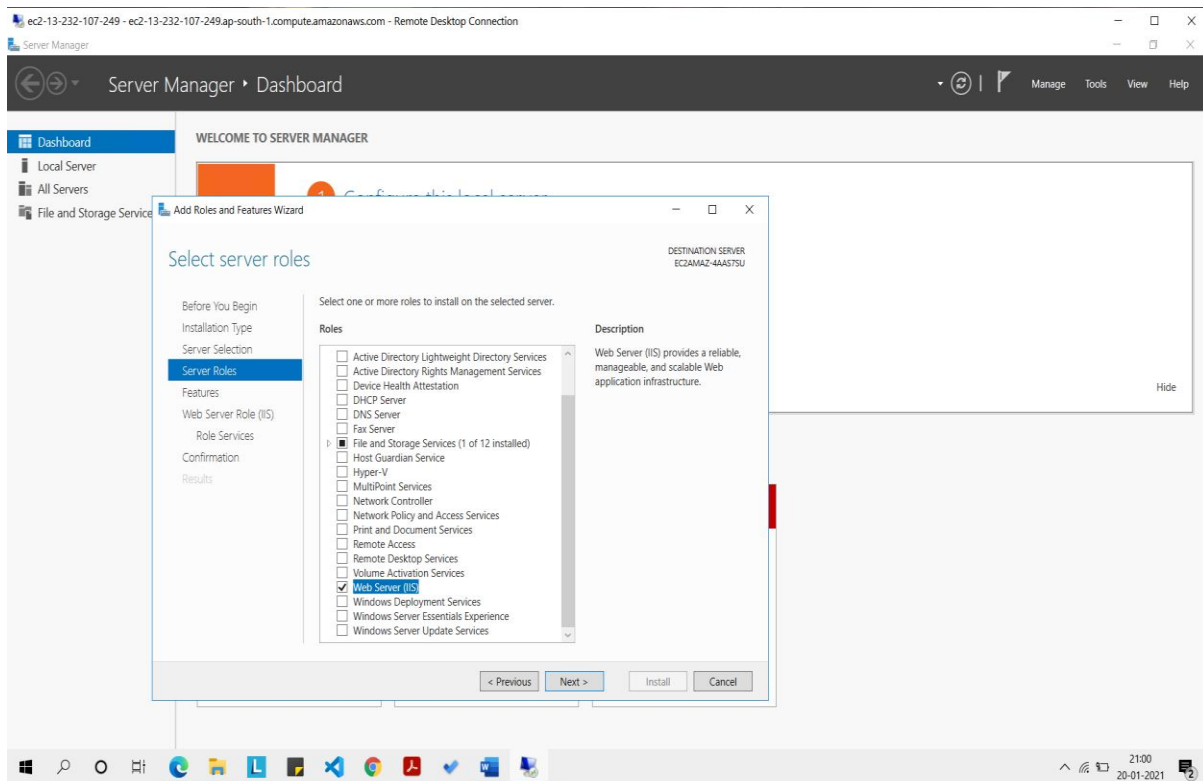 ec2-13-232-107-249 - ec2-13-232-107-249.ap-south-1.compute.amazonaws.com - Remote Desktop Connection
Server Manager
Server Manager ‣ Dashboard
Manage Tools View Help
Dashboard
Local Server
All Servers
File and Storage Service
WELCOME TO SERVER MANAGER
1 Configure this local server
Hide
Add Roles and Features Wizard
Select server roles
DESTINATION SERVER
EC2AMAZ-4AAS7SU
Before You Begin
Installation Type
Server Selection
Server Roles
Features
Web Server Role (IIS)
Role Services
Confirmation
Results
Select one or more roles to install on the selected server.
Roles
Active Directory Lightweight Directory Services
Active Directory Rights Management Services
Device Health Attestation
DHCP Server
DNS Server
Fax Server
File and Storage Services (1 of 12 installed)
Host Guardian Service
Hyper-V
MultiPoint Services
Network Controller
Network Policy and Access Services
Print and Document Services
Remote Access
Remote Desktop Services
Volume Activation Services
Web Server (IIS)
Windows Deployment Services
Windows Server Essentials Experience
Windows Server Update Services
Description
Web Server (IIS) provides a reliable,
manageable, and scalable Web
application infrastructure.
< Previous Next > Install Cancel
21:00
20-01-2021